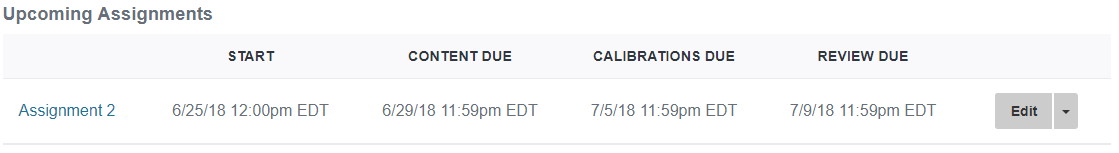 Upcoming Assignments
START CONTENT DUE CALIBRATIONS DUE REVIEW DUE
Assignment 2 6/25/18 12:00pm EDT 6/29/18 11:59pm EDT 7/5/18 11:59pm EDT 7/9/18 11:59pm EDT Edit